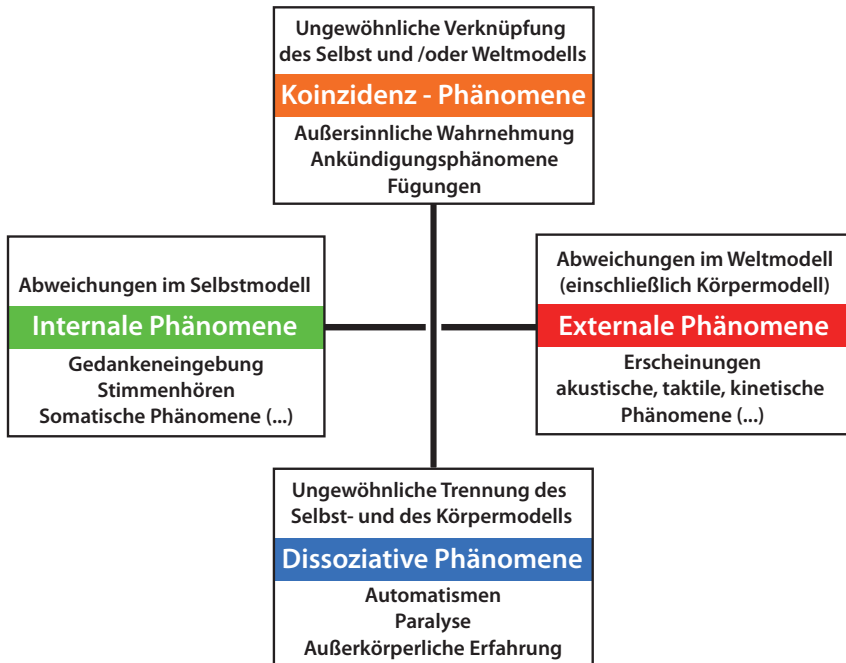 Ungewöhnliche Verknüpfung
des Selbst und /oder Weltmodells
Koinzidenz - Phänomene
Außersinnliche Wahrnehmung
Ankündigungsphänomene
Fügungen
Abweichungen im Selbstmodell
Internale Phänomene
Gedankeneingebung
Stimmenhören
Somatische Phänomene (...)
Abweichungen im Weltmodell
(einschließlich Körpermodell)
Externale Phänomene
Erscheinungen
akustische, taktile, kinetische
Phänomene (...)
Ungewöhnliche Trennung des
Selbst- und des Körpermodells
Dissoziative Phänomene
Automatismen
Paralyse
Außerkörperliche Erfahrung